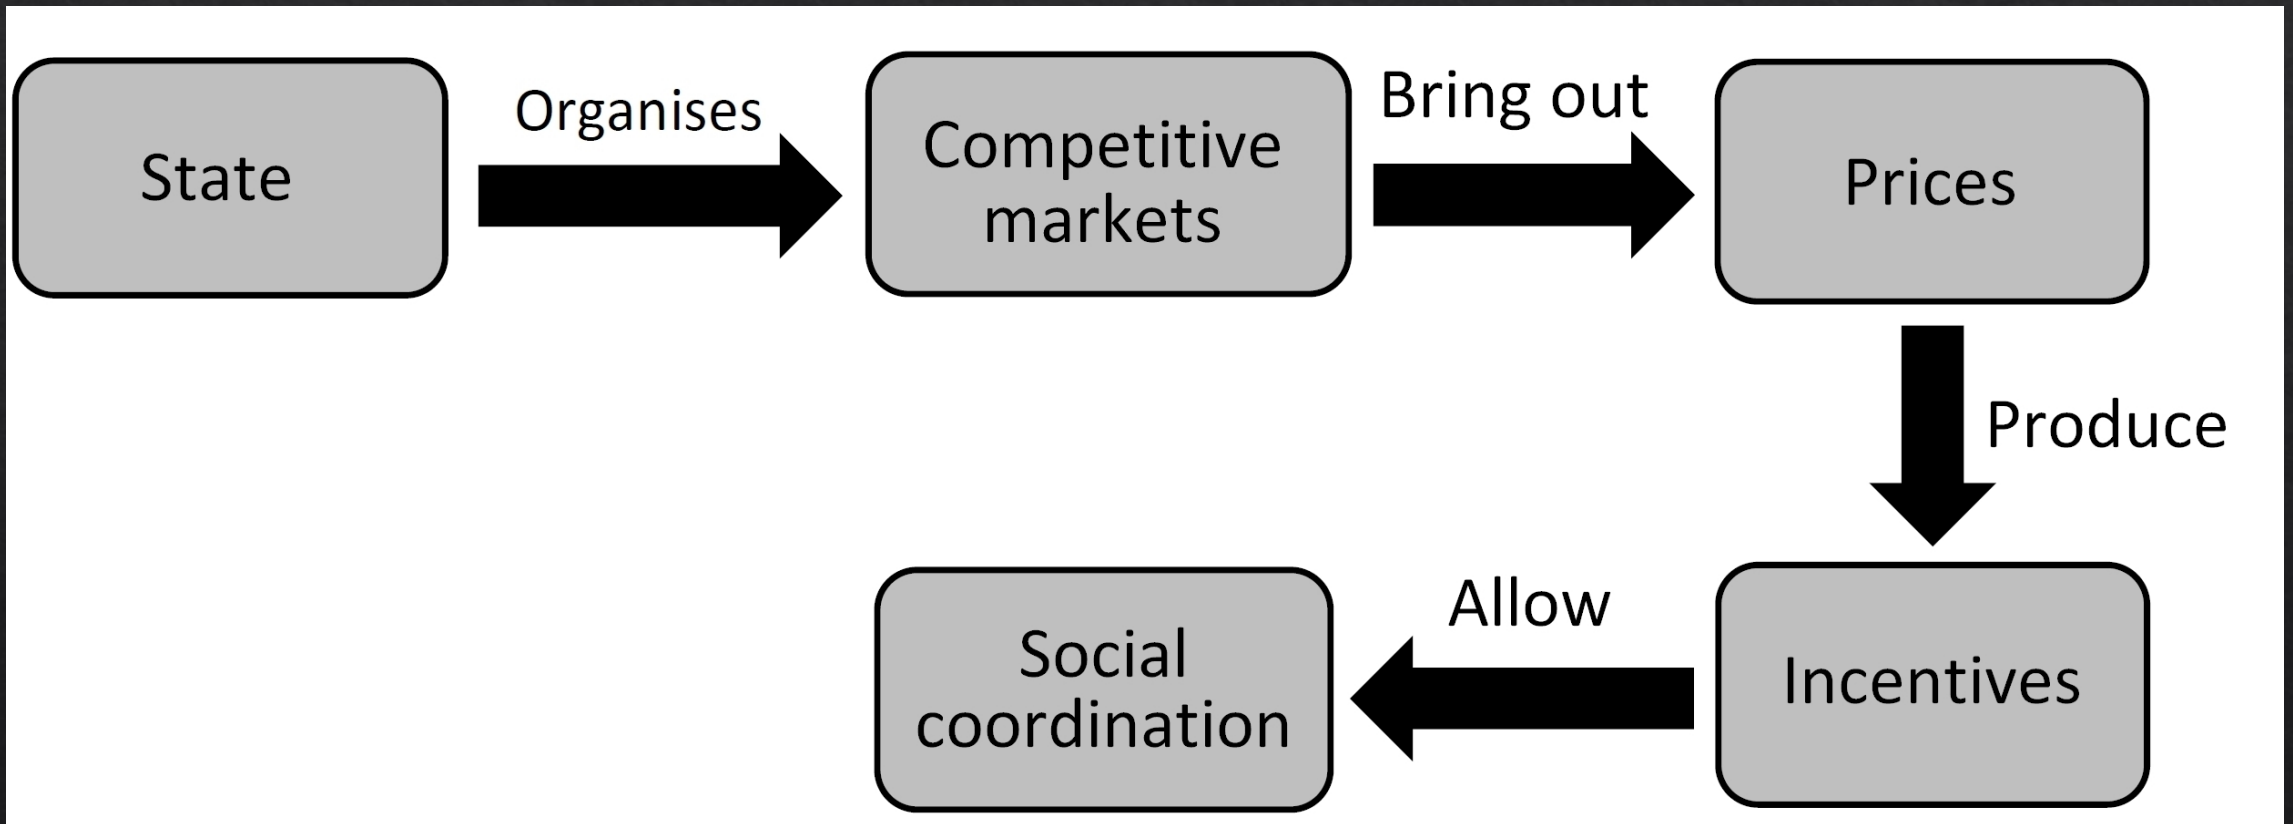 State
Organises
Competitive
markets
Bring out
Prices
Produce
Incentives
Allow
Social
coordination